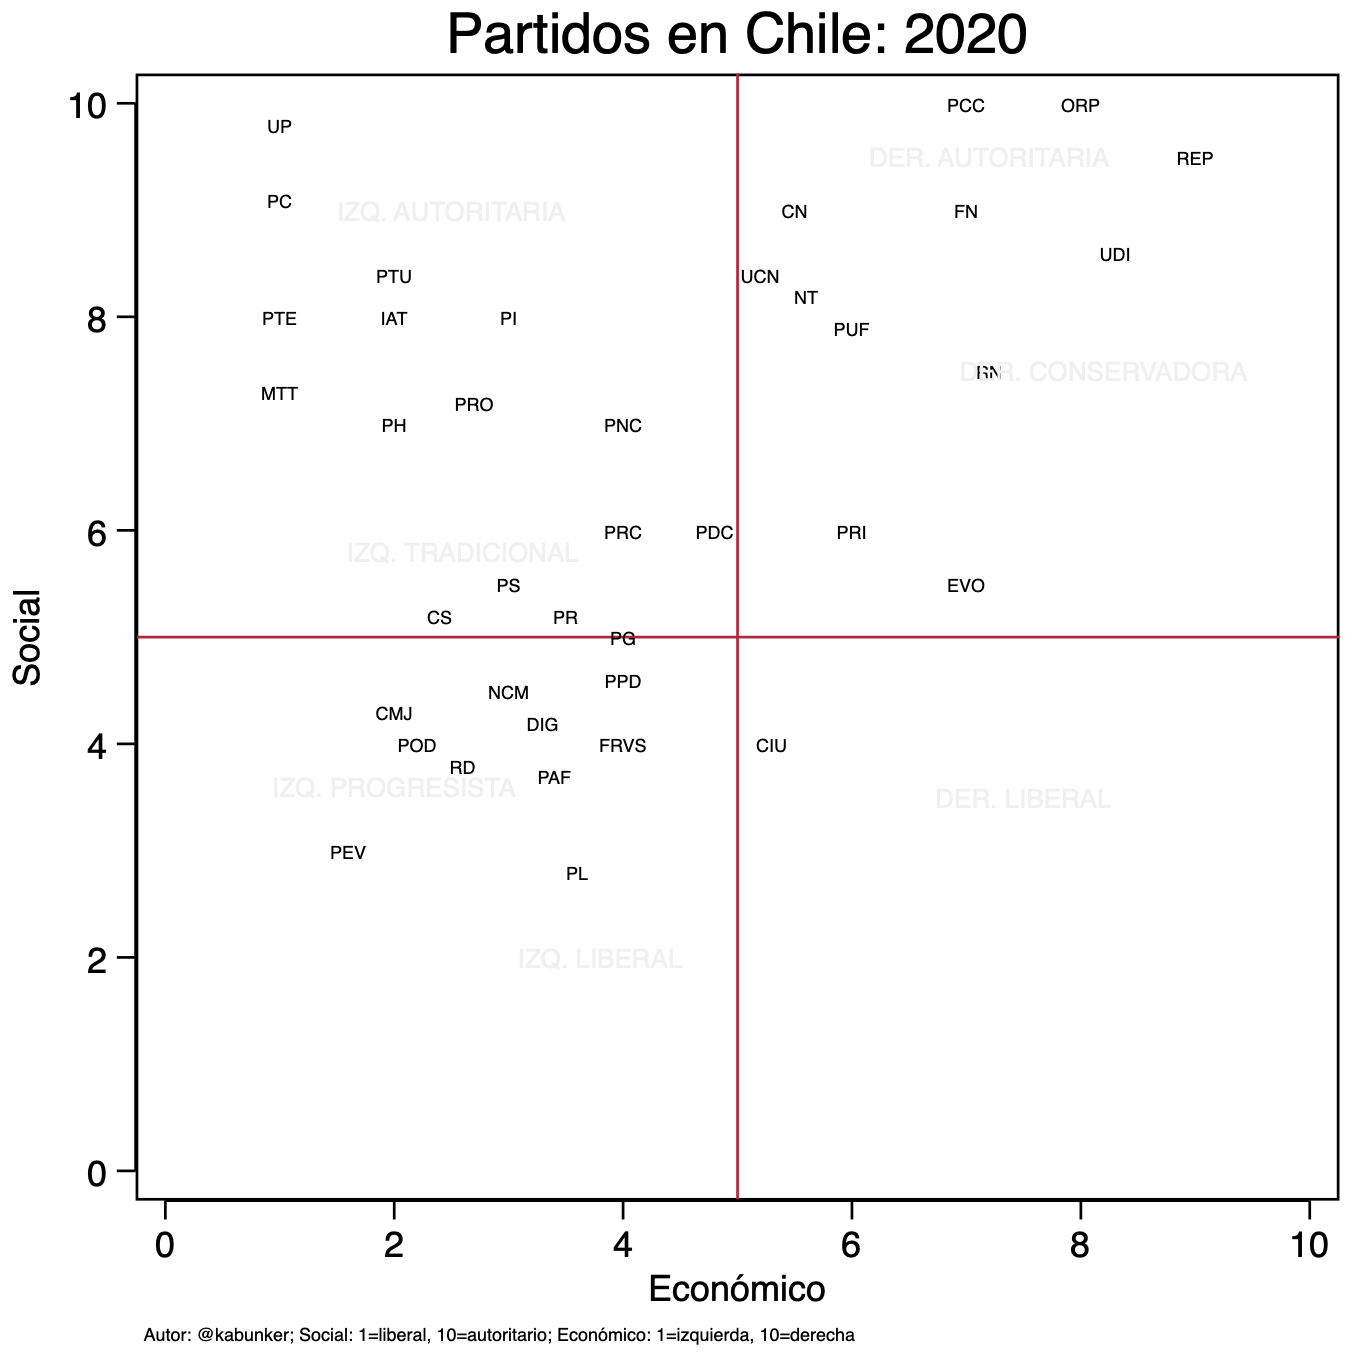 Partidos en Chile: 2020
10
PCC ORP
UP
DER. AUTORITARIA REP
PC
IZQ. AUTORITARIA CN FN
UDI
PTU UCN
NT
8
PTE IAT PI
PUF
RN DER. CONSERVADORA
MTT
PRO
PH PNC
6
PRC PDC PRI
IZQ. TRADICIONAL
PS EVO
CS PR
PG
Social
PPD
NCM
CMJ
DIG
4
POD FRVS CIU
RD
PAF
IZQ. PROGRESISTA
DER. LIBERAL
PEV
PL
2
IZQ. LIBERAL
0
0 2 4 6 8 10
Económico
Autor: @kabunker; Social: 1=liberal, 10=autoritario; Económico: 1=izquierda, 10=derecha